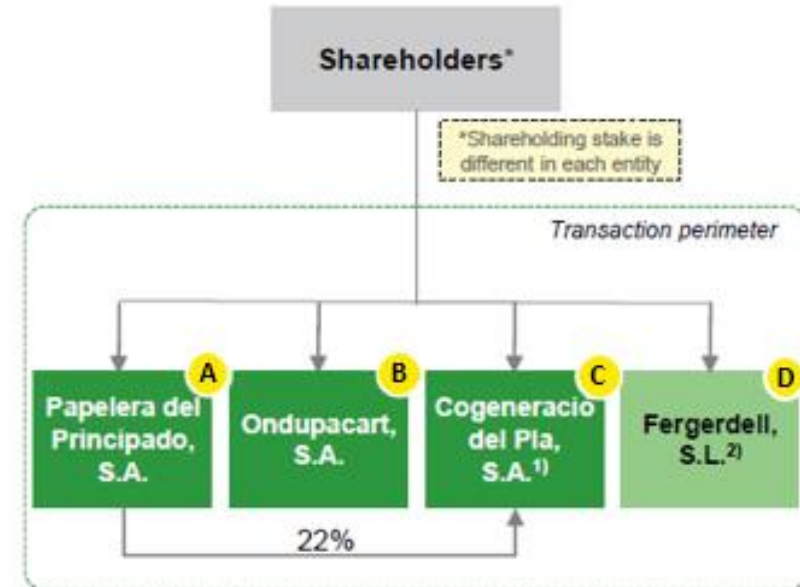 Shareholders*
*Shareholding stake is
different in each entity
Transaction perimeter
A
Papelera del
Principado,
S.A.
B
Ondupacart,
S.A.
C
Cogeneracio
del Pla,
S.A.1)
D
Fergerdell,
S.L.2)
22%